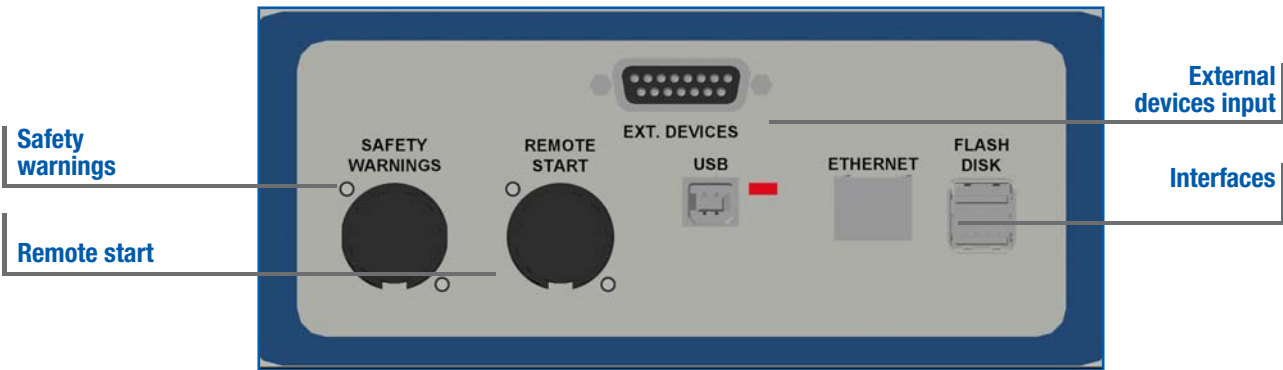 External
devices input
Safety
warnings
EXT. DEVICES
SAFETY
WARNINGS
REMOTE
START
USB
ETHERNET
FLASH
DISK
Interfaces
Remote start